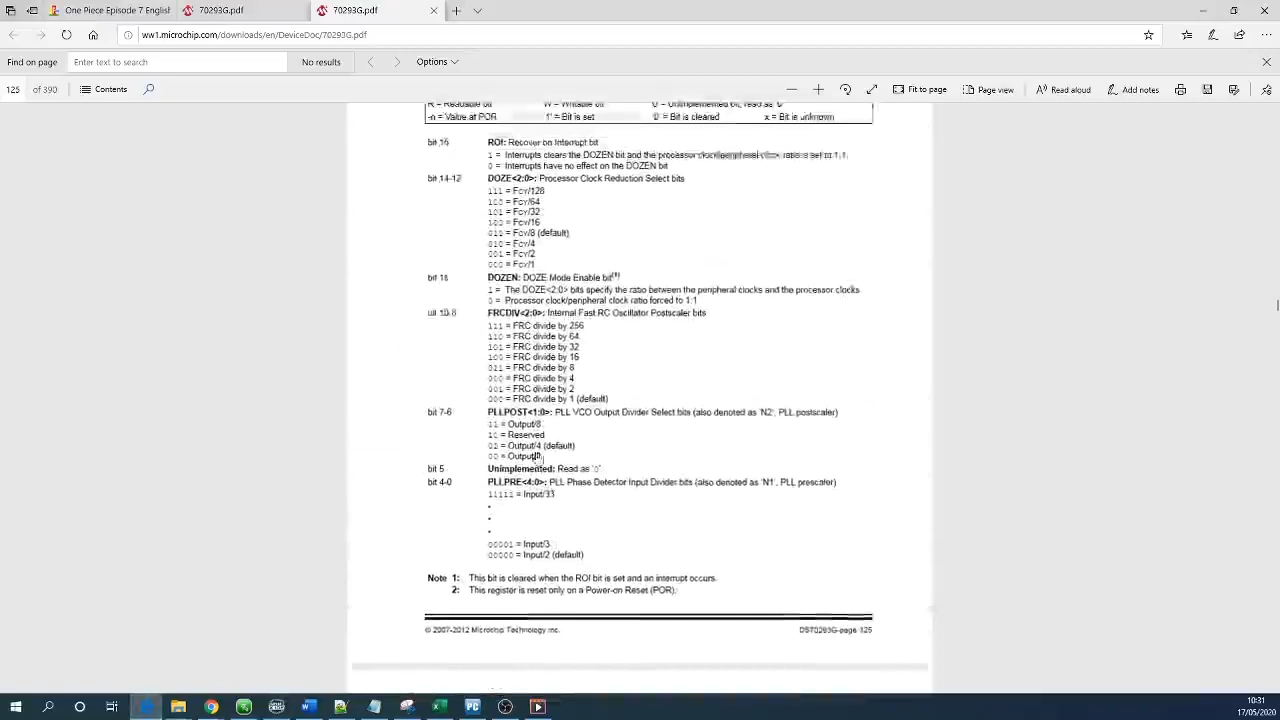 One Piece Episode 7 English
70293G.pdf
70293G.pdf
ww1.microchip.com/downloads/en/DeviceDoc/70293G.pdf
Find on page
Enter text to search
No results
Options
125
of 390
Contents
Fit to page
Page view
Read aloud
Add notes
R = Readable bit W = Writable bit U = Unimplemented bit, read as '0'
-n = Value at POR '1' = Bit is set '0' = Bit is cleared x = Bit is unknown
ROI: Recover on Interrupt bit
1 = Interrupts clears the DOZEN bit and the processor
0 = Interrupts have no effect on the DOZEN bit
bit 14-12 DOZE<2:0>: Processor Clock Reduction Select bits
111 = FCY/128
FCY/64
101 = FCY/32
100 = FCY/16
011 = FCY/8 (default)
010 = FCY/4
001 = FCY/2
000 = FCY/1
DOZEN: DOZE Mode Enable bit(1)
1 = The DOZE<2:0> bits specify the ratio between the peripheral clocks and the processor clocks
0 = Processor clock/peripheral clock ratio forced to 1:1
10-8 FRCDIV<2:0>: Internal Fast RC Oscillator Postscaler bits
111 = FRC divide by 256
110 = FRC divide by 64
101 = FRC divide by 32
100 = FRC divide by 16
011 = FRC divide by 8
= FRC divide by 4
001 = FRC divide by 2
000 = FRC divide by 1 (default)
bit 7-6 PLLPOST<1:0>: PLL VCO Output Divider Select bits (also denoted as 'N2', PLL postscaler)
11 = Output/8
10 = Reserved
01 = Output/4 (default)
00 = Output/
bit 5 Unimplemented: Read as '0'
bit 4-0 PLLPRE<4:0>: PLL Phase Detector Input Divider bits (also denoted as 'N1', PLL prescaler)
11111 = Input/33
•
•
•
00001 = Input/3
00000 = Input/2 (default)
Note 1: This bit is cleared when the ROI bit is set and an interrupt occurs.
2: This register is reset only on a Power-on Reset (POR).
© 2007-2012 Microchip Technology Inc. DS70293G-page 125
10:31
17/05/2020